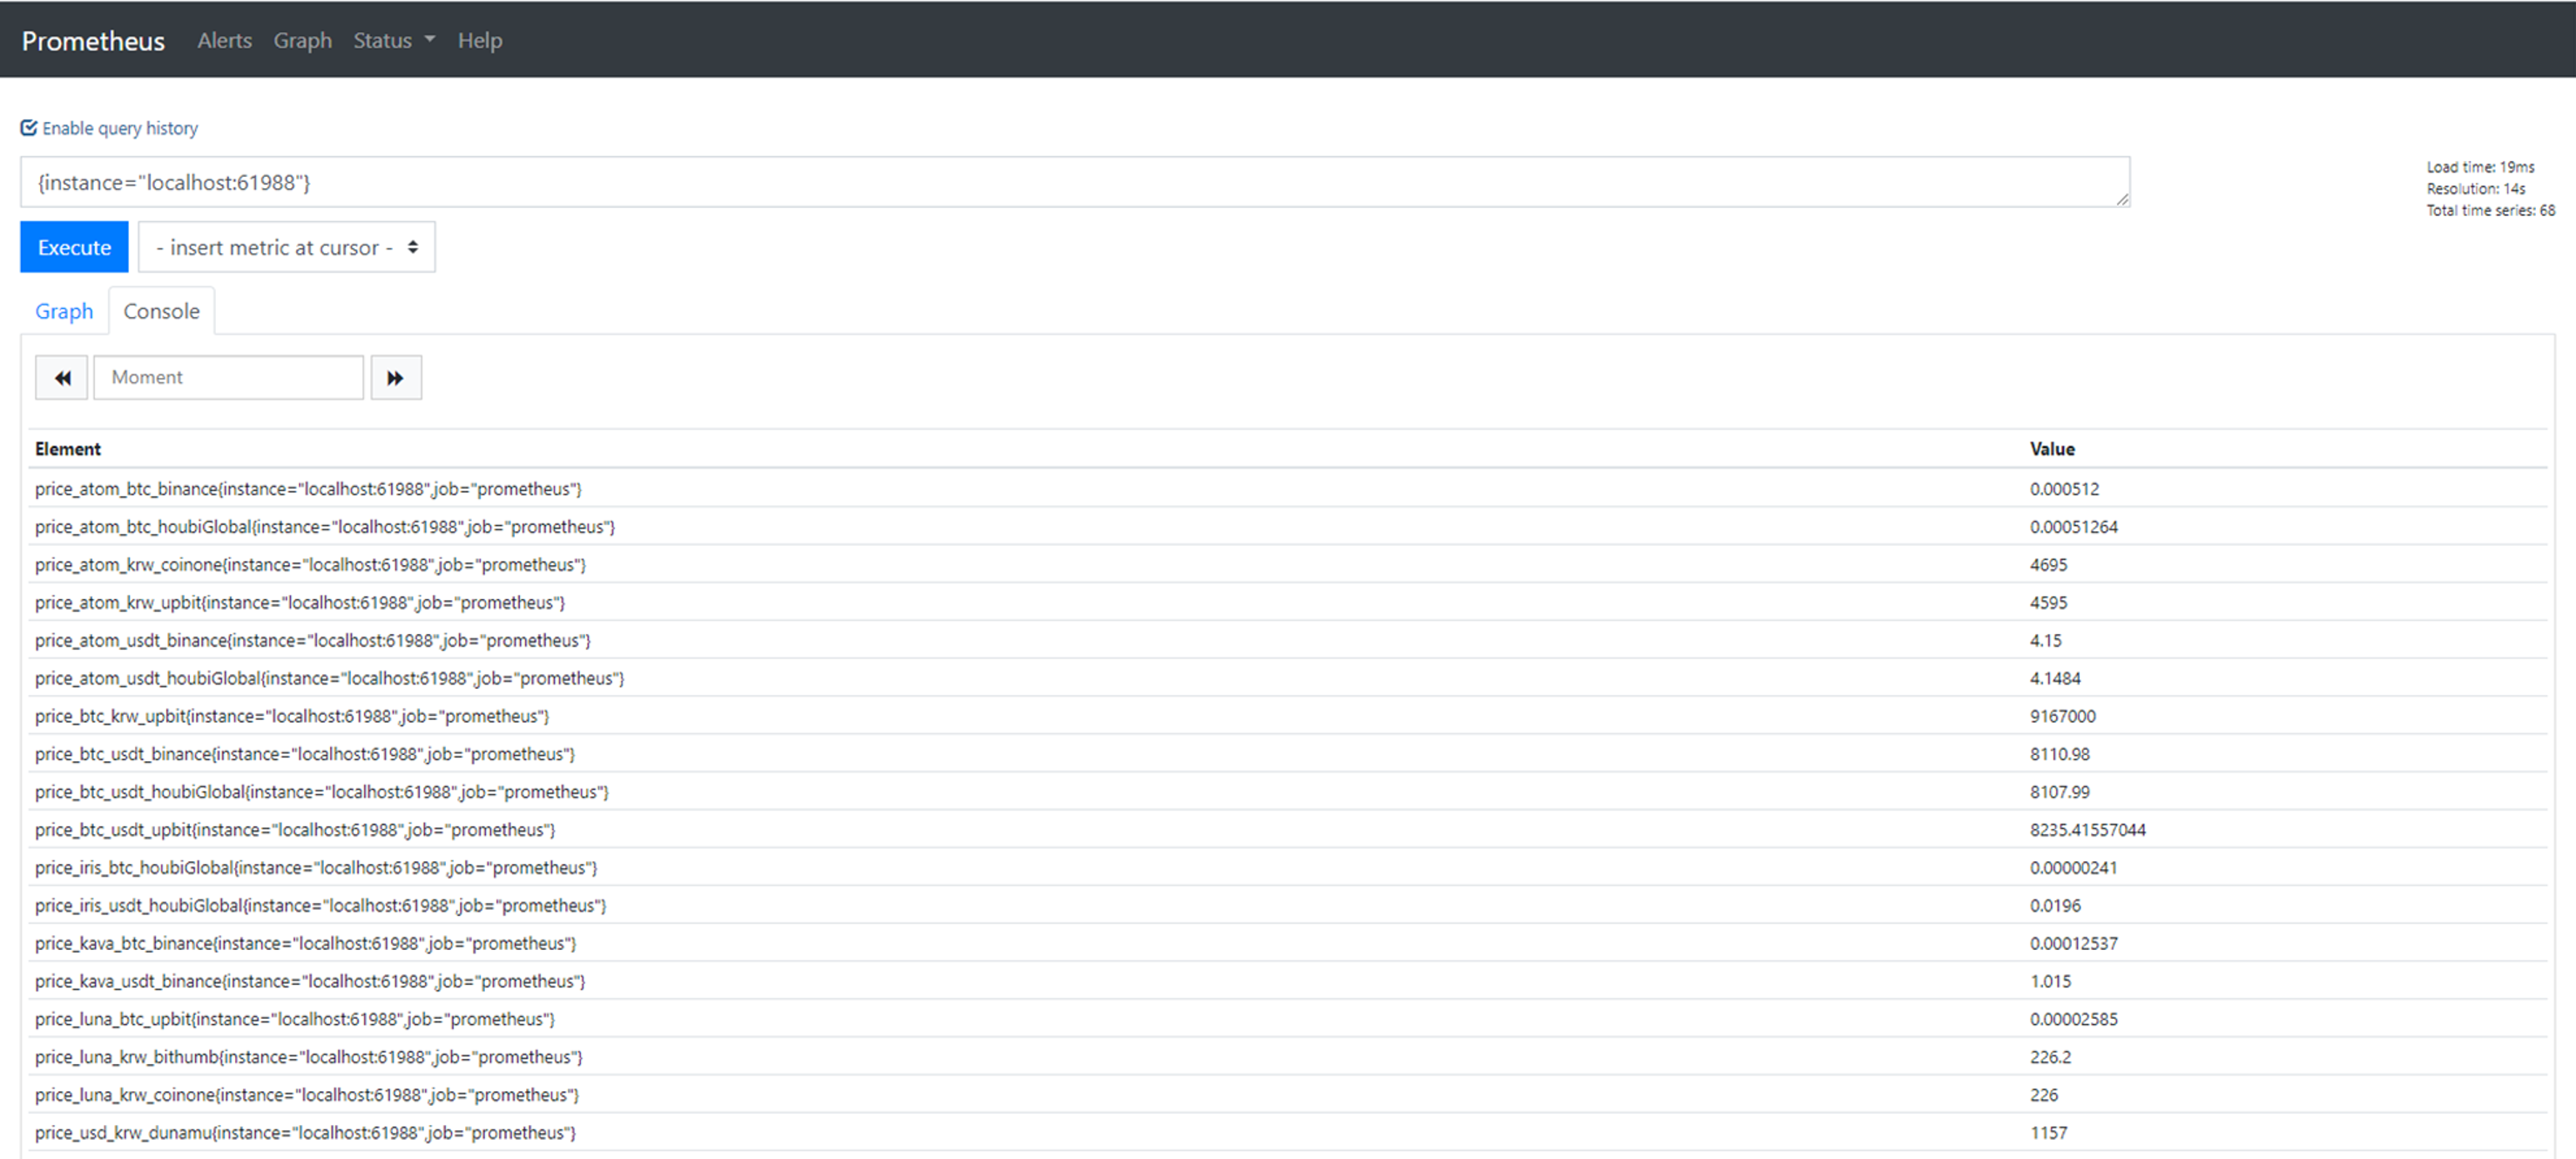 Prometheus Alerts Graph Status Help
Enable query history
{instance="localhost:61988"}
Load time: 19ms
Resolution: 14s
Total time series: 68
Execute - insert metric at cursor -
Graph Console
Moment
Element Value
price_atom_btc_binance{instance="localhost:61988",job="prometheus"} 0.000512
price_atom_btc_houbiGlobal{instance="localhost:61988",job="prometheus"} 0.00051264
price_atom_krw_coinone{instance="localhost:61988",job="prometheus"} 4695
price_atom_krw_upbit{instance="localhost:61988",job="prometheus"} 4595
price_atom_usdt_binance{instance="localhost:61988",job="prometheus"} 4.15
price_atom_usdt_houbiGlobal{instance="localhost:61988",job="prometheus"} 4.1484
price_btc_krw_upbit{instance="localhost:61988",job="prometheus"} 9167000
price_btc_usdt_binance{instance="localhost:61988",job="prometheus"} 8110.98
price_btc_usdt_houbiGlobal{instance="localhost:61988",job="prometheus"} 8107.99
price_btc_usdt_upbit{instance="localhost:61988",job="prometheus"} 8235.41557044
price_iris_btc_houbiGlobal{instance="localhost:61988",job="prometheus"} 0.00000241
price_iris_usdt_houbiGlobal{instance="localhost:61988",job="prometheus"} 0.0196
price_kava_btc_binance{instance="localhost:61988",job="prometheus"} 0.00012537
price_kava_usdt_binance{instance="localhost:61988",job="prometheus"} 1.015
price_luna_btc_upbit{instance="localhost:61988",job="prometheus"} 0.00002585
price_luna_krw_bithumb{instance="localhost:61988",job="prometheus"} 226.2
price_luna_krw_coinone{instance="localhost:61988",job="prometheus"} 226
price_usd_krw_dunamu{instance="localhost:61988",job="prometheus"} 1157